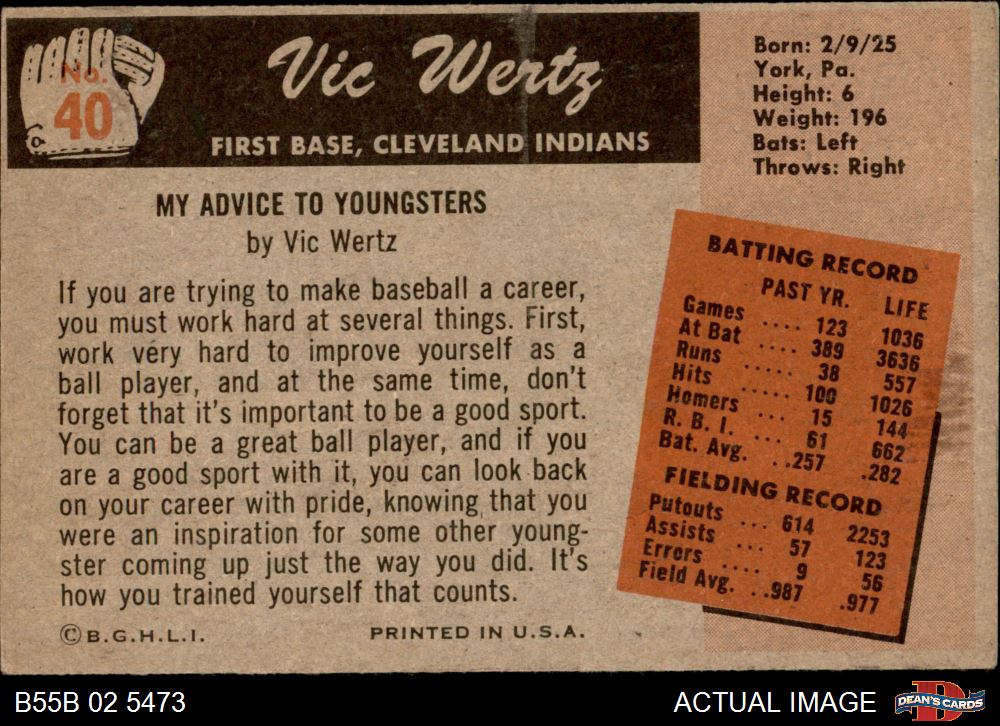 No.
40
Vic Wertz
FIRST BASE, CLEVELAND INDIANS
Born: 2/9/25
York, Pa.
Height: 6
Weight: 196
Bats: Left
Throws: Right
MY ADVICE TO YOUNGSTERS
by Vic Wertz
If you are trying to make baseball a career,
you must work hard at several things. First,
work very hard to improve yourself as a
ball player, and at the same time, don't
forget that it's important to be a good sport.
You can be a great ball player, and if you
are a good sport with it, you can look back
on your career with pride, knowing that you
were an inspiration for some other young-
ster coming up just the way you did. It's
how you trained yourself that counts.
©B.G.H.L.I.
PRINTED IN U.S.A.
BATTING RECORD
PAST YR. LIFE
Games .... 123 1036
At Bat .... 389 3636
Runs ..... 38 557
Hits ..... 100 1026
Homers ... 15 144
R. B. I. ... 61 662
Bat. Avg. ..257 .282
FIELDING RECORD
Putouts ... 614 2253
Assists ... 57 123
Errers ... 9 56
Field Avg. ..987 .977
B55B 02 5473
ACTUAL IMAGE
D
DEAN'S CARDS